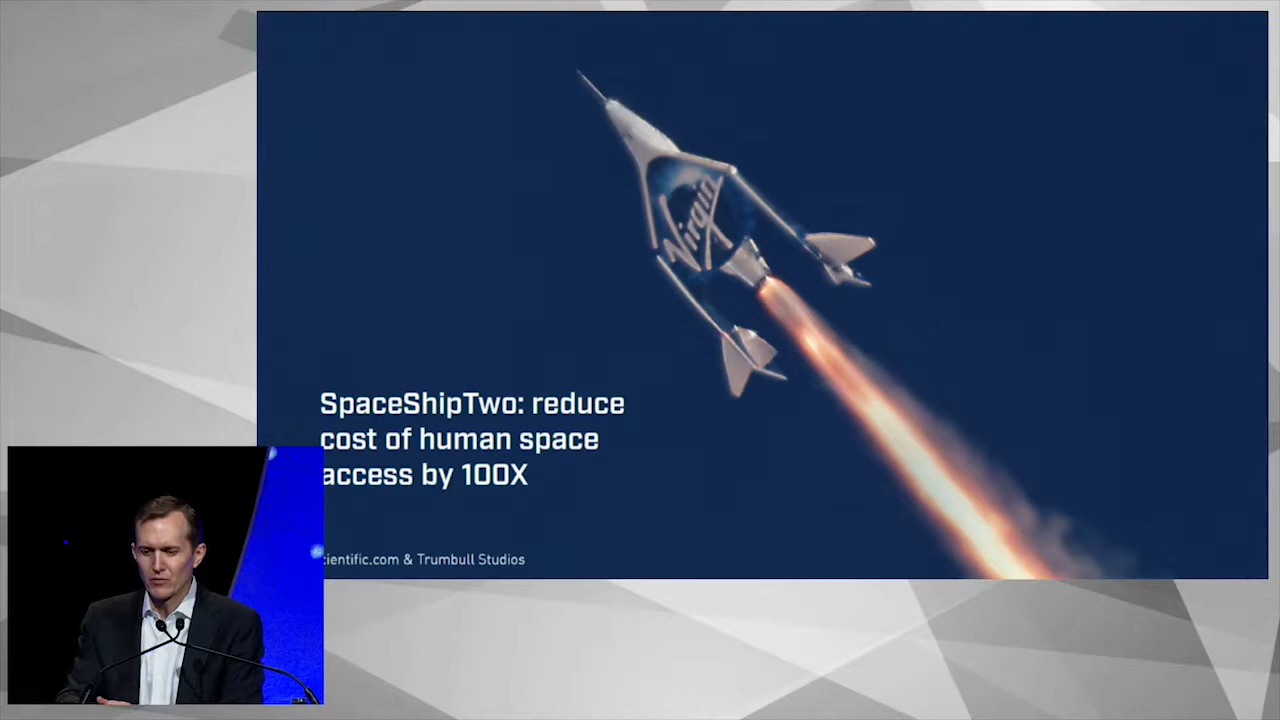 Virgin
SpaceShipTwo: reduce
cost of human space
access by 100X
cientific.com & Trumbull Studios